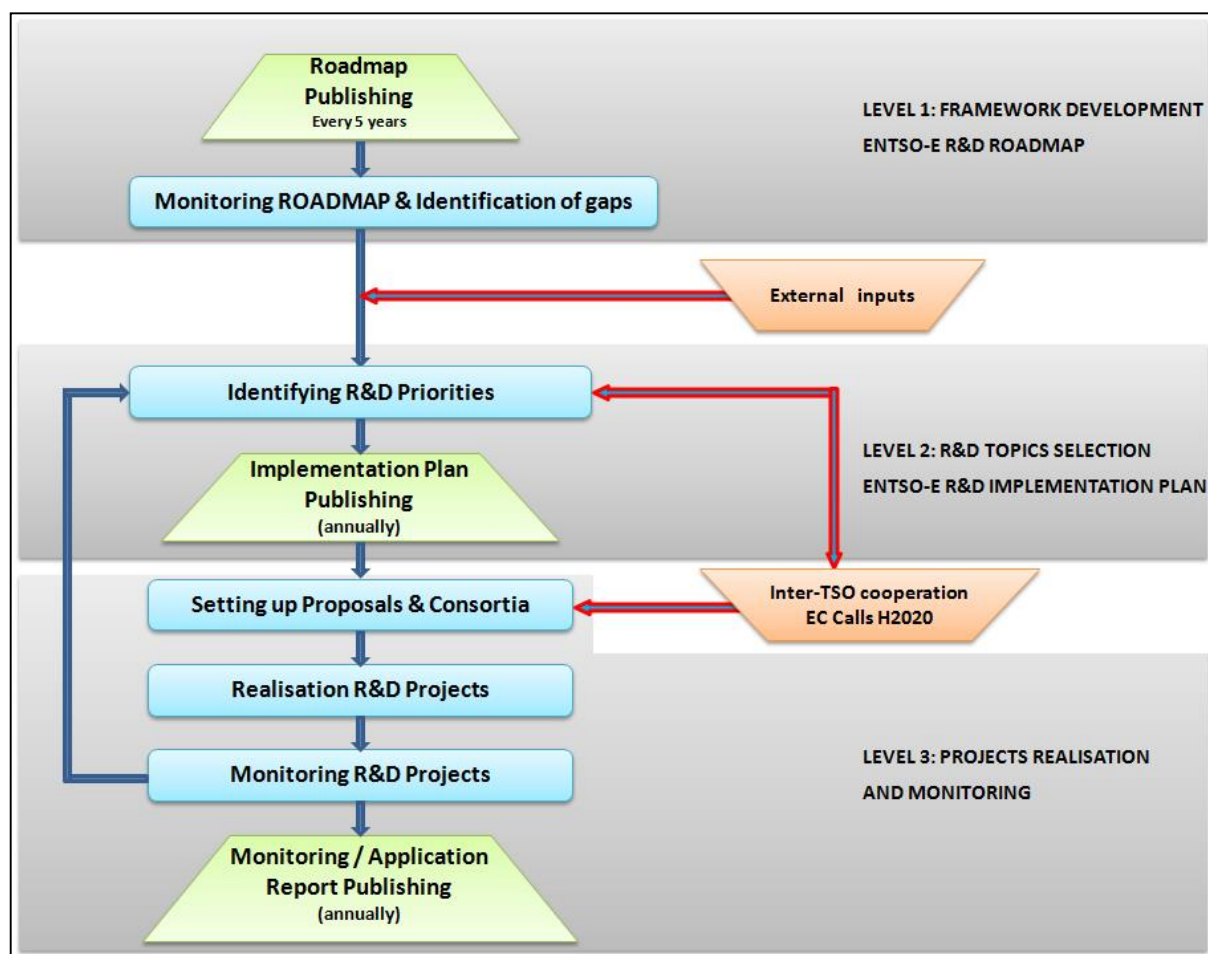 Roadmap
Publishing
Every 5 years
LEVEL 1: FRAMEWORK DEVELOPMENT
ENTSO-E R&D ROADMAP
Monitoring ROADMAP & Identification of gaps
External inputs
Identifying R&D Priorities
LEVEL 2: R&D TOPICS SELECTION
ENTSO-E R&D IMPLEMENTATION PLAN
Implementation Plan
Publishing
(annually)
Setting up Proposals & Consortia
Inter-TSO cooperation
EC Calls H2020
Realisation R&D Projects
Monitoring R&D Projects
LEVEL 3: PROJECTS REALISATION
AND MONITORING
Monitoring / Application
Report Publishing
(annually)